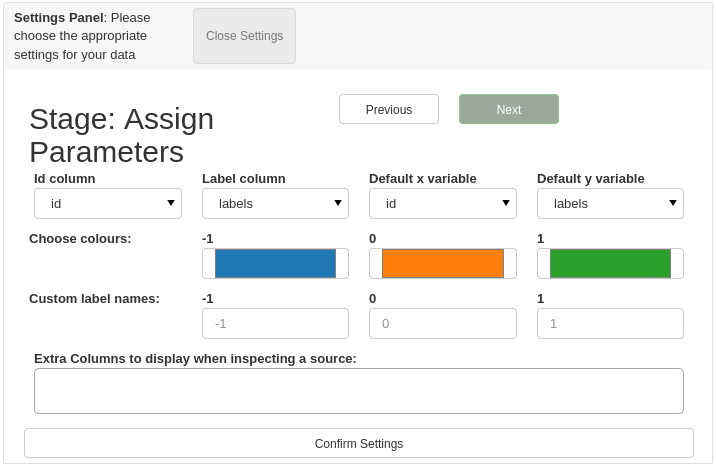 Settings Panel: Please
choose the appropriate
settings for your data
Close Settings
Stage: Assign
Parameters
Previous
Next
Id column
Label column
Default x variable
Default y variable
id
labels
id
labels
Choose colours:
-1
0
1
Custom label names:
-1
0
1
-1
0
1
Extra Columns to display when inspecting a source:
Confirm Settings